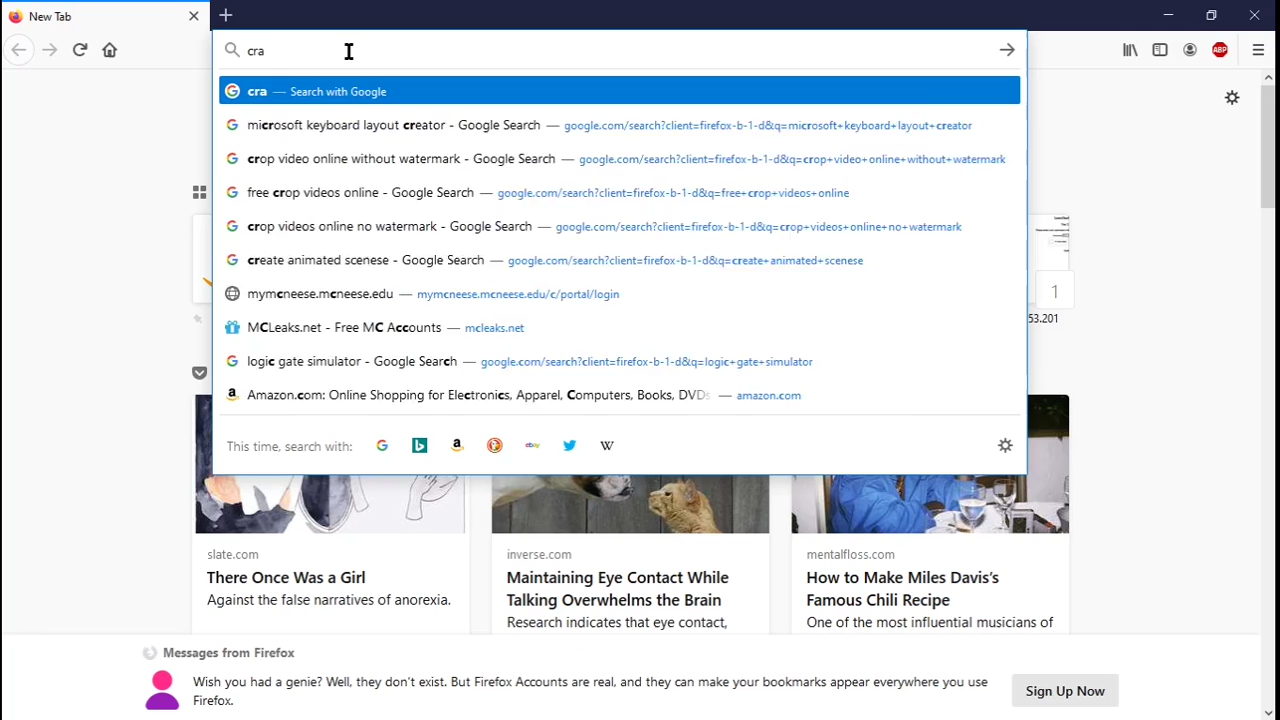 New Tab
cra
cra — Search with Google
microsoft keyboard layout creator - Google Search — google.com/search?client=firefox-b-1-d&q=microsoft+keyboard+layout+creator
crop video online without watermark - Google Search — google.com/search?client=firefox-b-1-d&q=crop+video+online+without+watermark
free crop videos online - Google Search — google.com/search?client=firefox-b-1-d&q=free+crop+videos+online
crop videos online no watermark - Google Search — google.com/search?client=firefox-b-1-d&q=crop+videos+online+no+watermark
create animated scenese - Google Search — google.com/search?client=firefox-b-1-d&q=create+animated+scenese
mymcneese.mcneese.edu — mymcneese.mcneese.edu/c/portal/login
MCLeaks.net - Free MC Accounts — mcleaks.net
logic gate simulator - Google Search — google.com/search?client=firefox-b-1-d&q=logic+gate+simulator
Amazon.com: Online Shopping for Electronics, Apparel, Computers, Books, DVDs — amazon.com
This time, search with:
ABP
1
53.201
slate.com
There Once Was a Girl
Against the false narratives of anorexia.
inverse.com
Maintaining Eye Contact While
Talking Overwhelms the Brain
Research indicates that eye contact,
mentalfloss.com
How to Make Miles Davis's
Famous Chili Recipe
One of the most influential musicians of
Messages from Firefox
Wish you had a genie? Well, they don't exist. But Firefox Accounts are real, and they can make your bookmarks appear everywhere you use
Firefox.
Sign Up Now